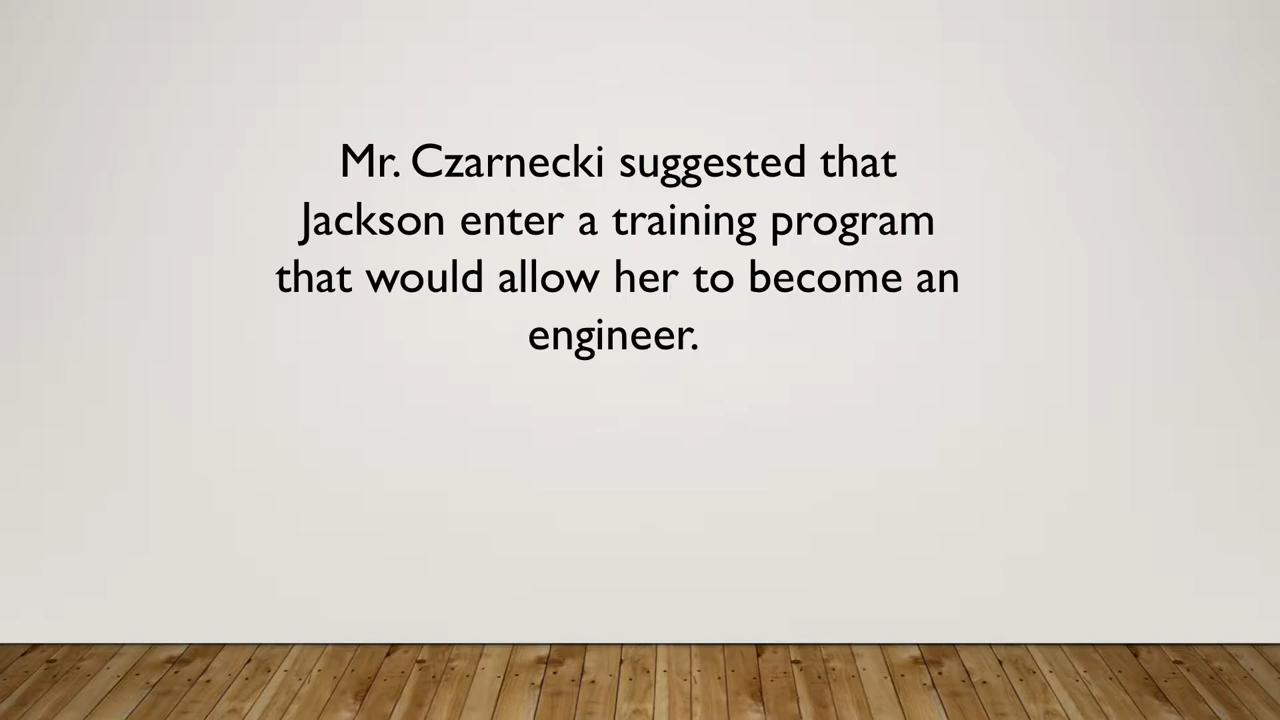 Mr. Czarnecki suggested that
Jackson enter a training program
that would allow her to become an
engineer.